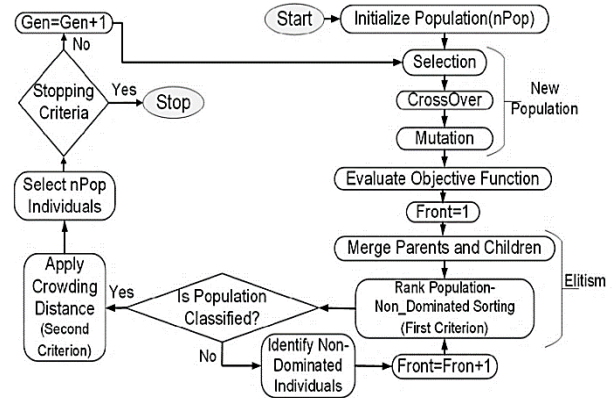 Start
Initialize Population(nPop)
Selection
CrossOver
Mutation
New
Population
Evaluate Objective Function
Front=1
Merge Parents and Children
Rank Population-
Non_Dominated Sorting
(First Criterion)
Elitism
Is Population
Classified?
No
Identify Non-
Dominated
Individuals
Front=Fron+1
Yes
Apply
Crowding
Distance
(Second
Criterion)
Select nPop
Individuals
Stopping
Criteria
Yes
Stop
No
Gen=Gen+1